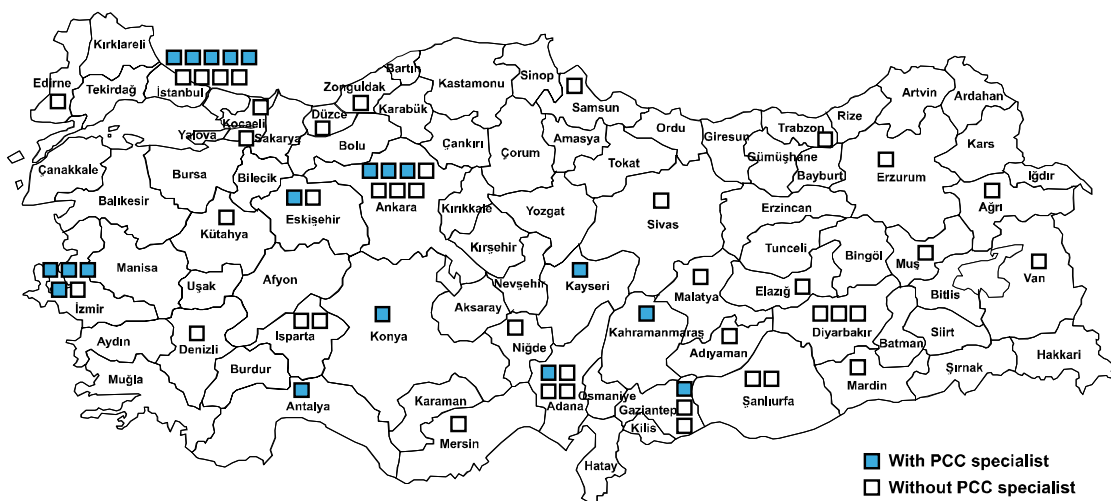 Kırklareli
Edirne
Tekirdağ
İstanbul
Kocaeli
Yalova
Sakarya
Düzce
Zonguldak
Bartın
Karabük
Kastamonu
Sinop
Samsun
Bolu
Çankırı
Çorum
Amasya
Tokat
Ordu
Giresun
Trabzon
Rize
Artvin
Ardahan
Kars
Gümüşhane
Bayburt
Erzurum
Iğdır
Ağrı
Çanakkale
Balıkesir
Bursa
Bilecik
Eskişehir
Kütahya
Ankara
Kırıkkale
Kırşehir
Yozgat
Sivas
Erzincan
Tunceli
Bingöl
Muş
Van
Bitlis
Manisa
İzmir
Uşak
Afyon
Konya
Aksaray
Nevşehir
Kayseri
Malatya
Elazığ
Diyarbakır
Batman
Siirt
Hakkari
Şırnak
Mardin
Aydın
Denizli
Isparta
Burdur
Muğla
Antalya
Karaman
Mersin
Niğde
Adana
Osmaniye
Kahramanmaraş
Adıyaman
Gaziantep
Kilis
Şanlıurfa
Hatay
With PCC specialist
Without PCC specialist